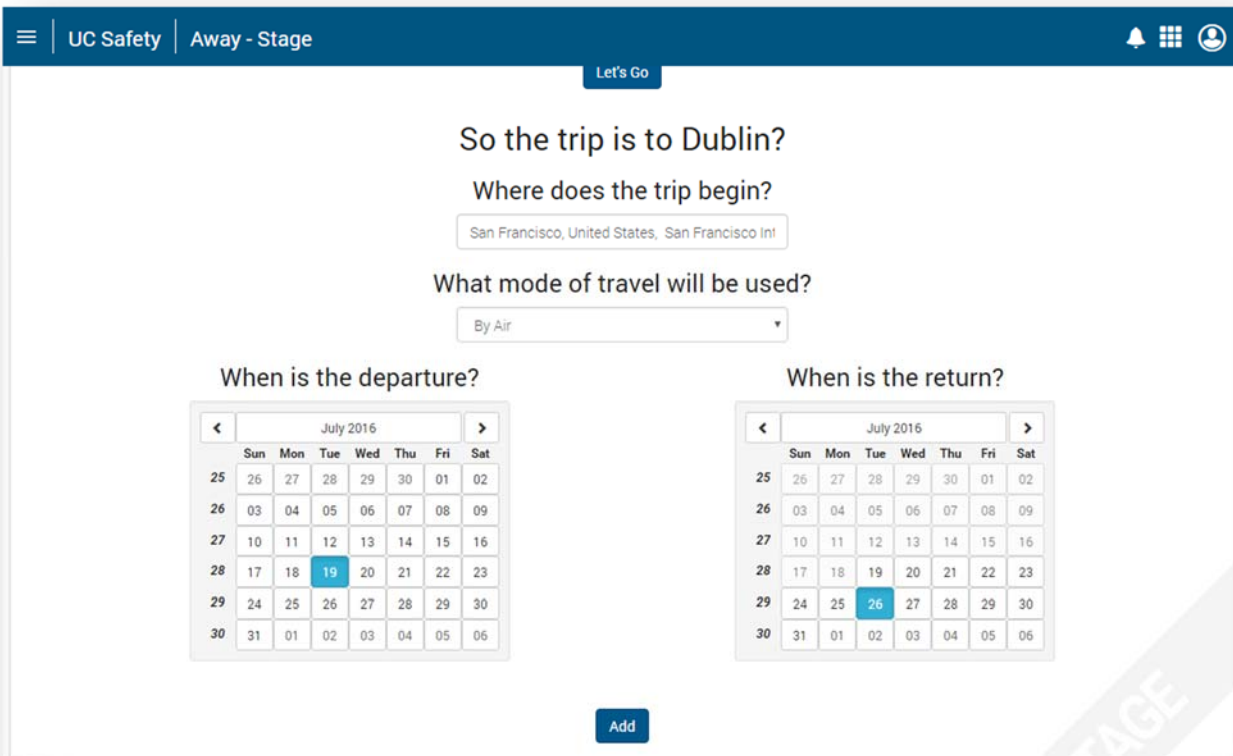 UC Safety Away - Stage
Let's Go
So the trip is to Dublin?
Where does the trip begin?
San Francisco, United States, San Francisco Int
What mode of travel will be used?
By Air
When is the departure?
July 2016
Sun Mon Tue Wed Thu Fri Sat
25 26 27 28 29 30 01 02
26 03 04 05 06 07 08 09
27 10 11 12 13 14 15 16
28 17 18 19 20 21 22 23
29 24 25 26 27 28 29 30
30 31 01 02 03 04 05 06
When is the return?
July 2016
Sun Mon Tue Wed Thu Fri Sat
25 26 27 28 29 30 01 02
26 03 04 05 06 07 08 09
27 10 11 12 13 14 15 16
28 17 18 19 20 21 22 23
29 24 25 26 27 28 29 30
30 31 01 02 03 04 05 06
Add
TAGE